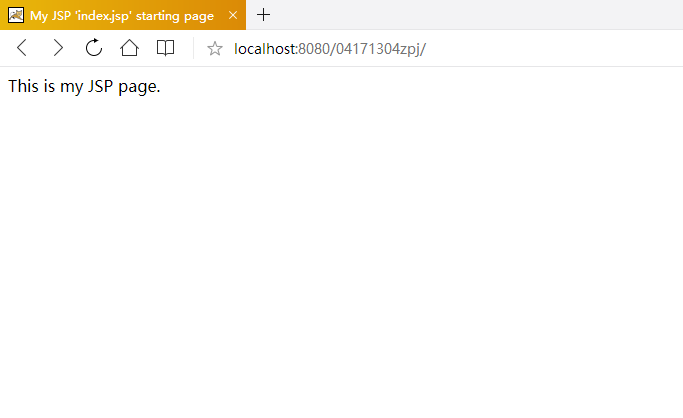 My JSP 'index.jsp' starting page
localhost:8080/04171304zpj/
This is my JSP page.